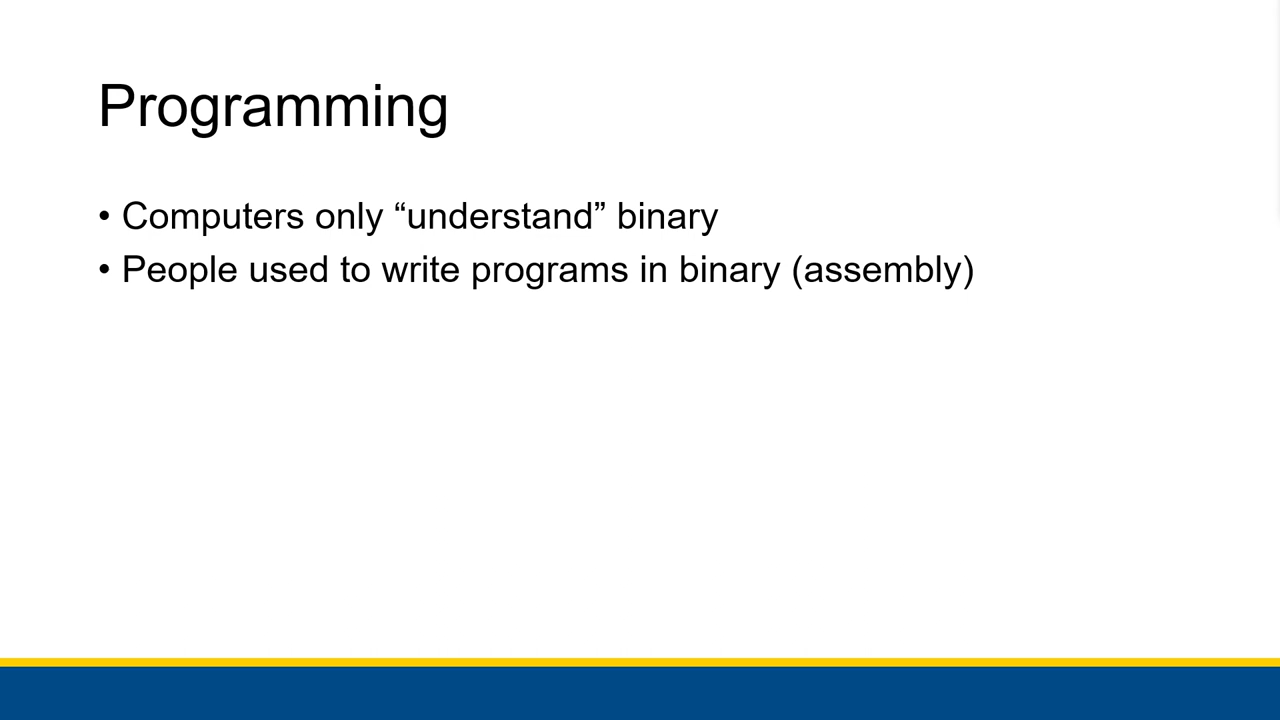 Programming
• Computers only “understand” binary
• People used to write programs in binary (assembly)